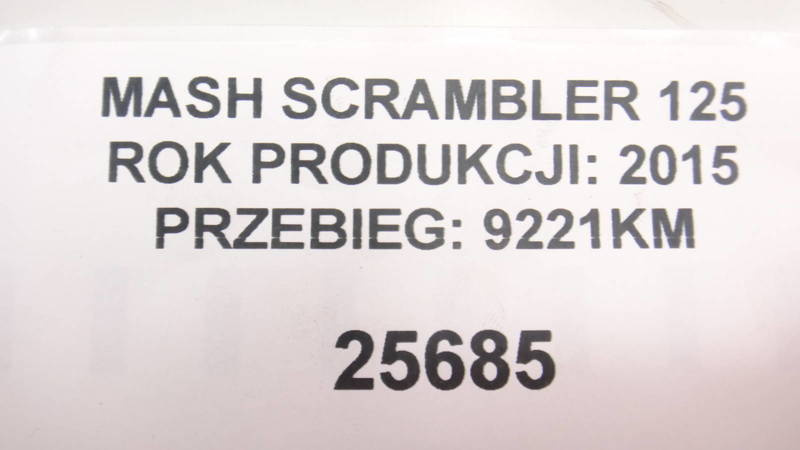 MASH SCRAMBLER 125
ROK PRODUKCJI: 2015
PRZEBIEG: 9221KM
25685